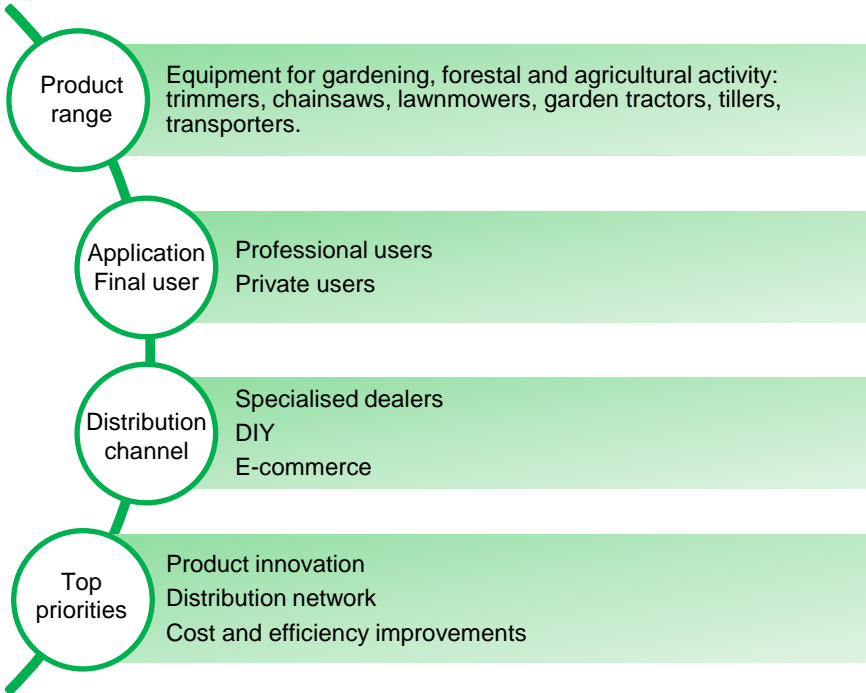 Product
range
Equipment for gardening, forestal and agricultural activity:
trimmers, chainsaws, lawnmowers, garden tractors, tillers,
transporters.
Application
Final user
Professional users
Private users
Distribution
channel
Specialised dealers
DIY
E-commerce
Top
priorities
Product innovation
Distribution network
Cost and efficiency improvements